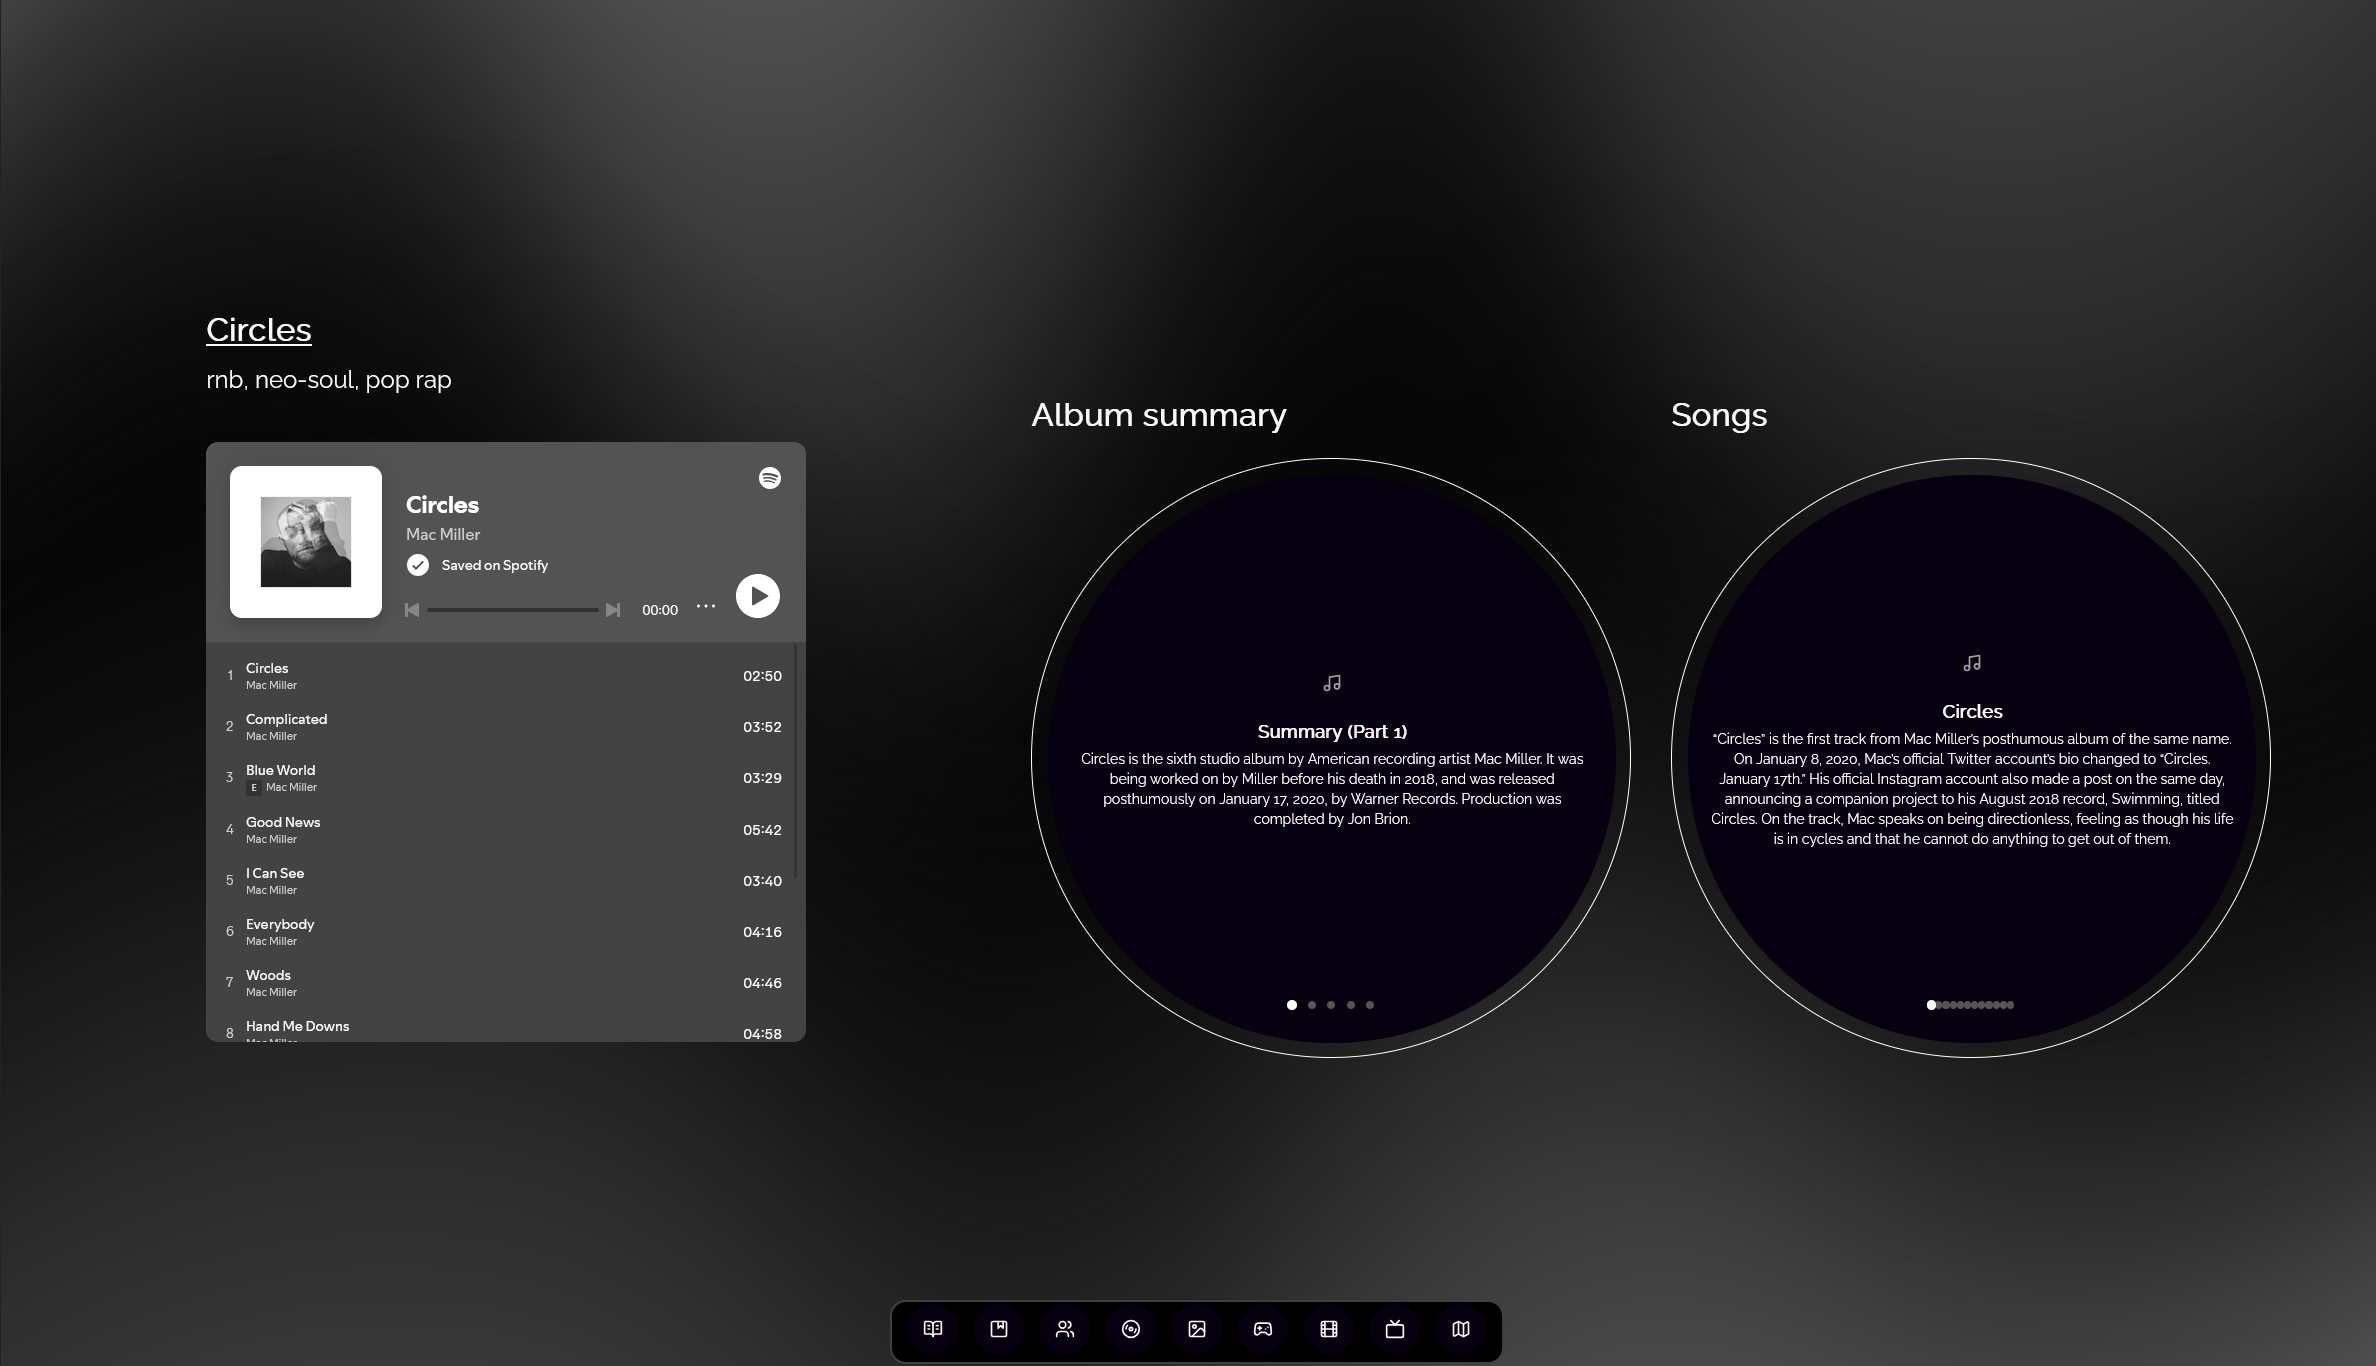 Circles
rnb, neo-soul, pop rap
Circles
Mac Miller
Saved on Spotify
00:00
1 Circles 02:50
Mac Miller
2 Complicated 03:52
Mac Miller
3 Blue World 03:29
E Mac Miller
4 Good News 05:42
Mac Miller
5 I Can See 03:40
Mac Miller
6 Everybody 04:16
Mac Miller
7 Woods 04:46
Mac Miller
8 Hand Me Downs 04:58
Mac Miller
Album summary
Summary (Part 1)
Circles is the sixth studio album by American recording artist Mac Miller. It was
being worked on by Miller before his death in 2018, and was released
posthumously on January 17, 2020, by Warner Records. Production was
completed by Jon Brion.
Songs
Circles
“Circles” is the first track from Mac Miller’s posthumous album of the same name.
On January 8, 2020, Mac’s official Twitter account’s bio changed to “Circles.
January 17th.” His official Instagram account also made a post on the same day,
announcing a companion project to his August 2018 record, Swimming, titled
Circles. On the track, Mac speaks on being directionless, feeling as though his life
is in cycles and that he cannot do anything to get out of them.